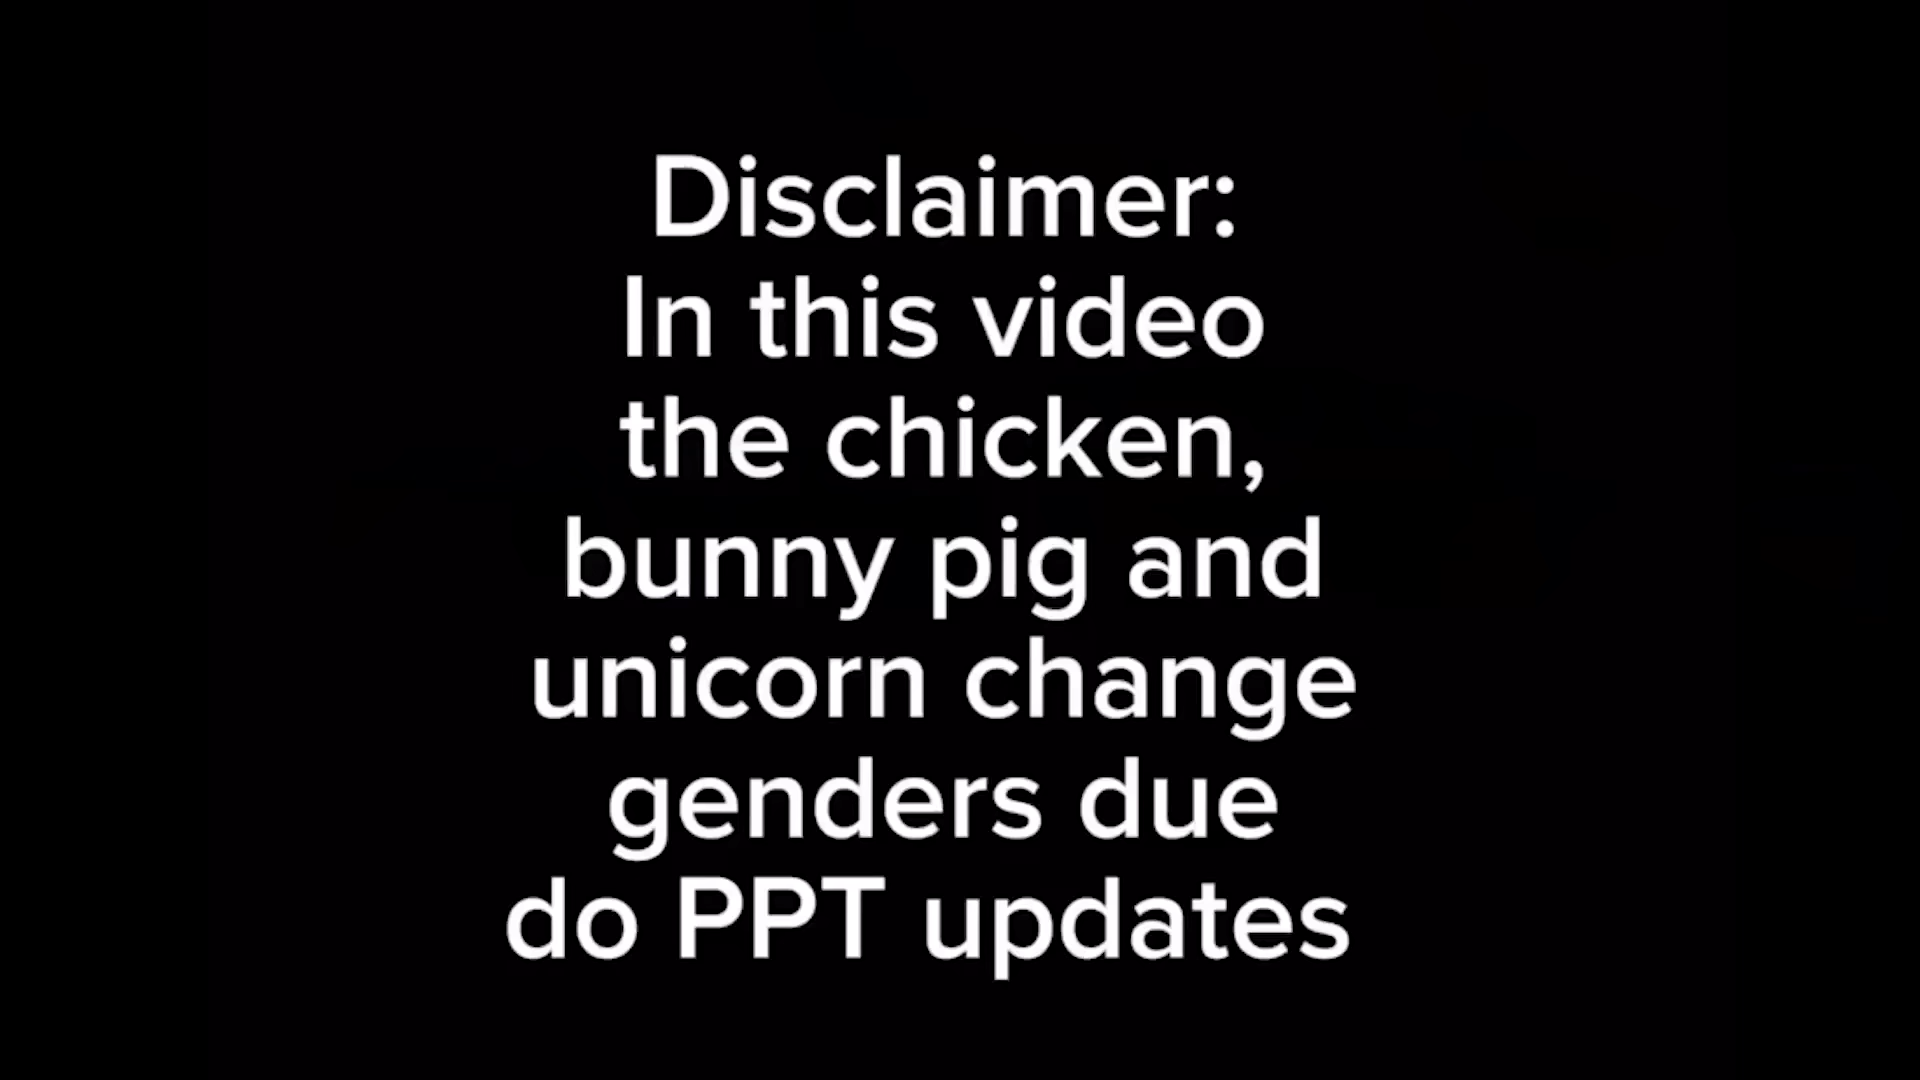 Disclaimer:
In this video
the chicken,
bunny pig and
unicorn change
genders due
do PPT updates